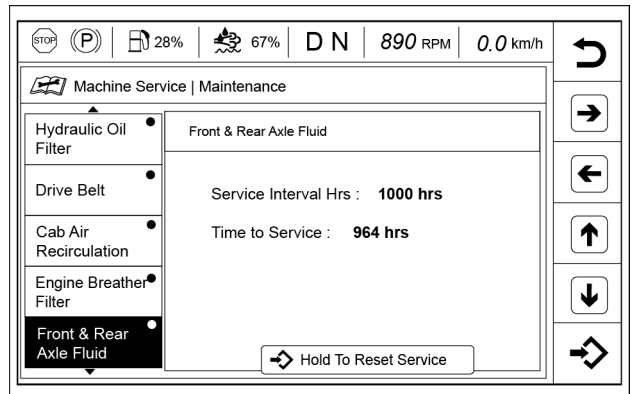 STOP (P) 28% 67% D N 890 RPM 0.0 km/h
Machine Service | Maintenance
Hydraulic Oil
Filter
Drive Belt
Cab Air
Recirculation
Engine Breather
Filter
Front & Rear
Axle Fluid
Front & Rear Axle Fluid
Service Interval Hrs : 1000 hrs
Time to Service : 964 hrs
Hold To Reset Service